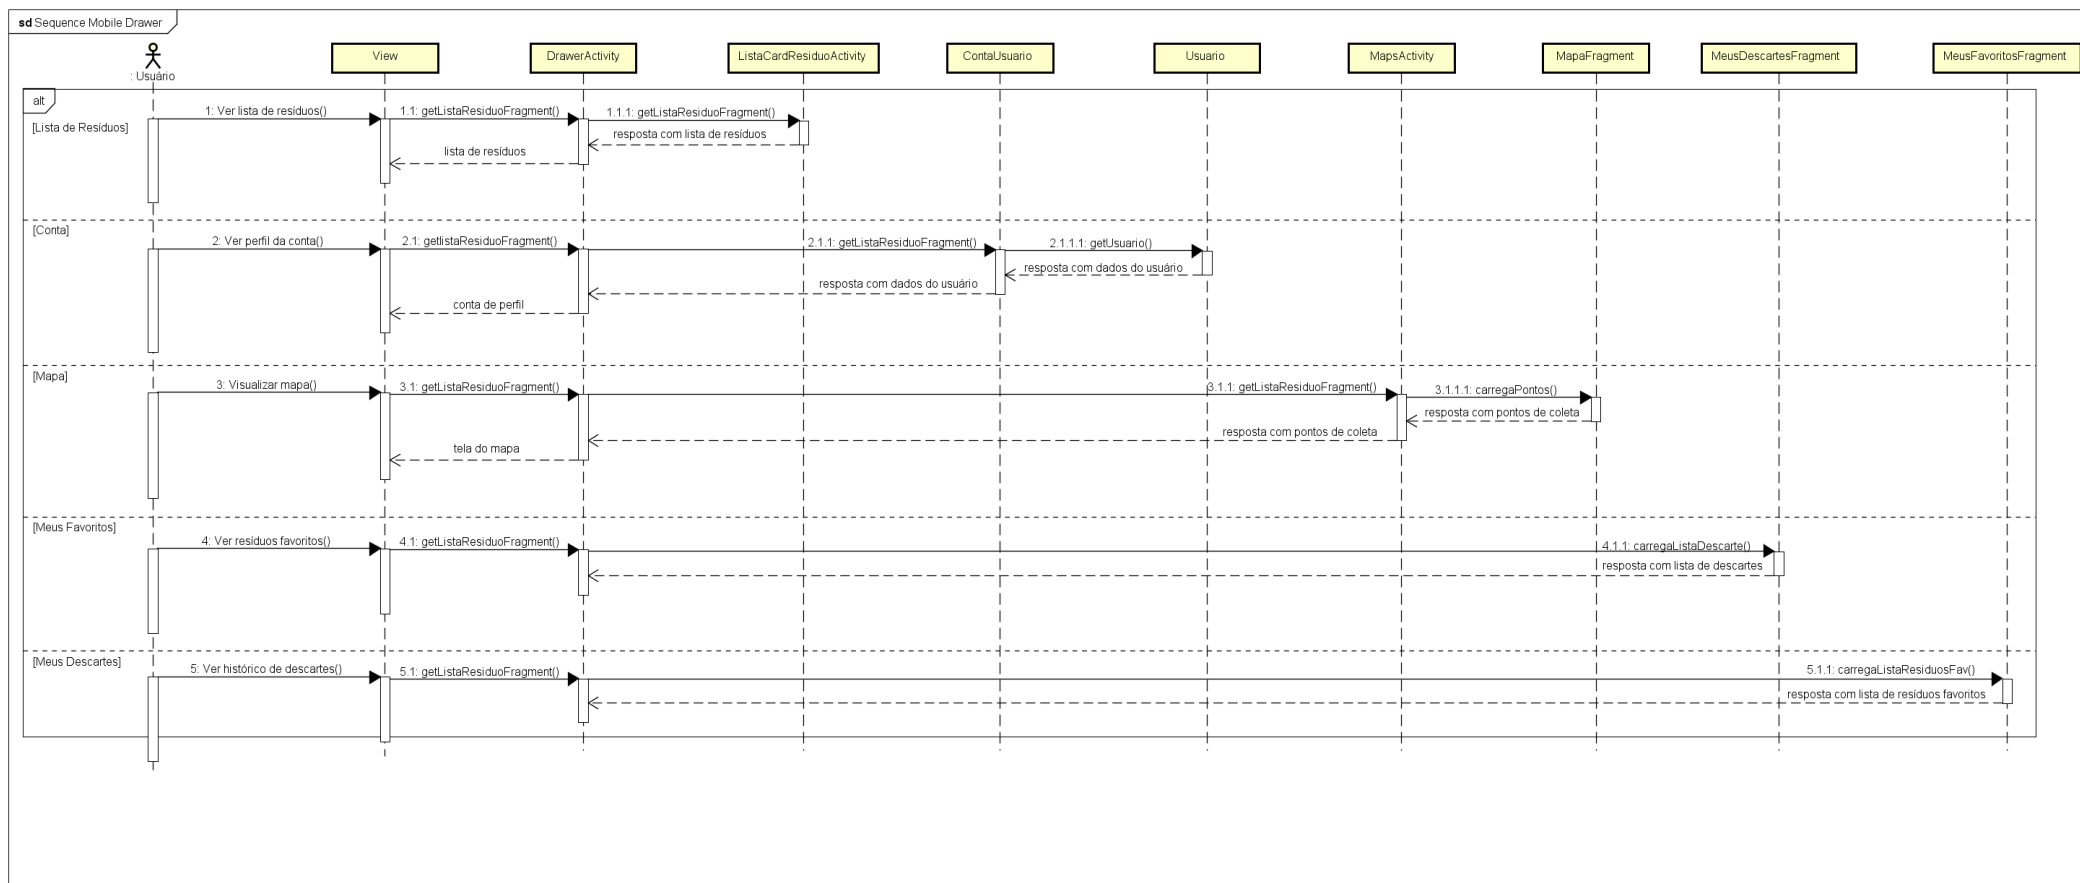 sd Sequence Mobile Drawer
: Usuário
View
DrawerActivity
ListaCardResiduoActivity
ContaUsuario
Usuario
MapsActivity
MapaFragment
MeusDescartesFragment
MeusFavoritosFragment
alt
[Lista de Resíduos]
1: Ver lista de resíduos()
1.1: getListaResiduoFragment()
1.1.1: getListaResiduoFragment()
resposta com lista de resíduos
lista de resíduos
[Conta]
2: Ver perfil da conta()
2.1: getlistaResiduoFragment()
2.1.1: getListaResiduoFragment()
2.1.1.1: getUsuario()
resposta com dados do usuário
resposta com dados do usuário
conta de perfil
[Mapa]
3: Visualizar mapa()
3.1: getListaResiduoFragment()
3.1.1: getListaResiduoFragment()
3.1.1.1: carregaPontos()
resposta com pontos de coleta
resposta com pontos de coleta
tela do mapa
[Meus Favoritos]
4: Ver resíduos favoritos()
4.1: getListaResiduoFragment()
4.1.1: carregaListaDescarte()
resposta com lista de descartes
[Meus Descartes]
5: Ver histórico de descartes()
5.1: getListaResiduoFragment()
5.1.1: carregaListaResiduosFav()
resposta com lista de resíduos favoritos